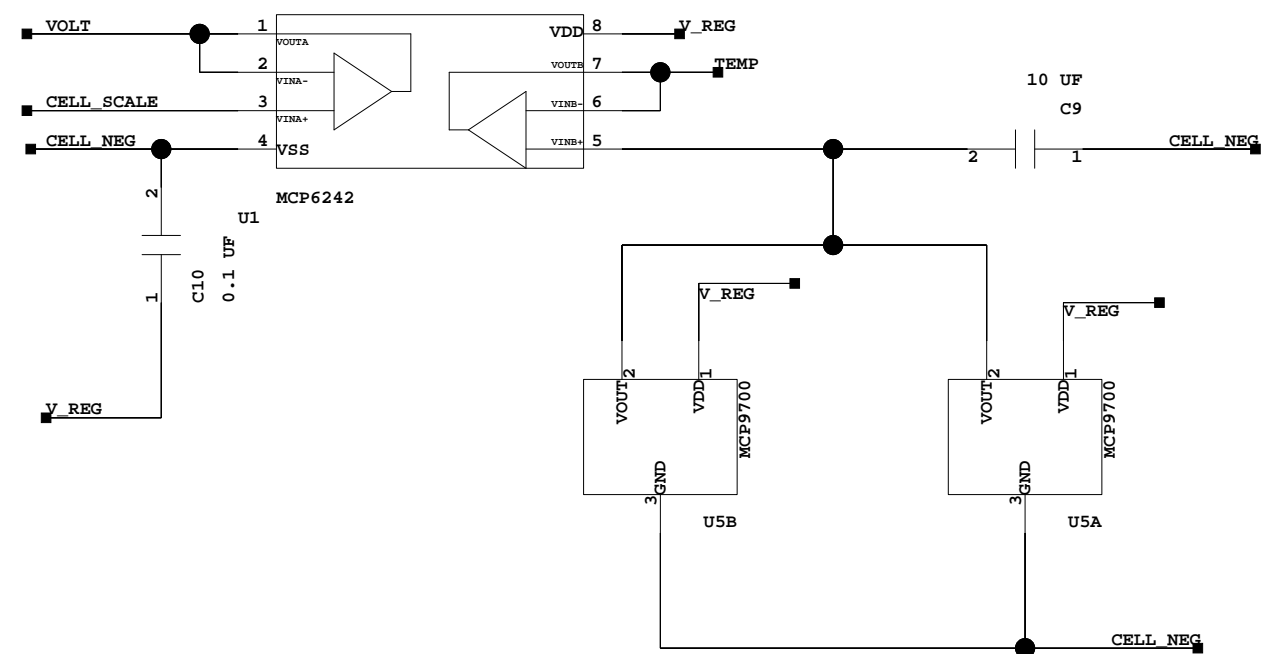 VOLT
1
VOUTA
VDD
8
V_REG
2
VINA-
VOUTB
7
TEMP
CELL_SCALE
3
VINA+
VINB-
6
10 UF
C9
CELL_NEG
4
VSS
VINB+
5
2
1
CELL_NEG
MCP6242
U1
2
1
C10
0.1 UF
V_REG
V_REG
V_REG
VOUT
2
VDD
1
MCP9700
GND
3
U5B
VOUT
2
VDD
1
MCP9700
GND
3
U5A
CELL_NEG